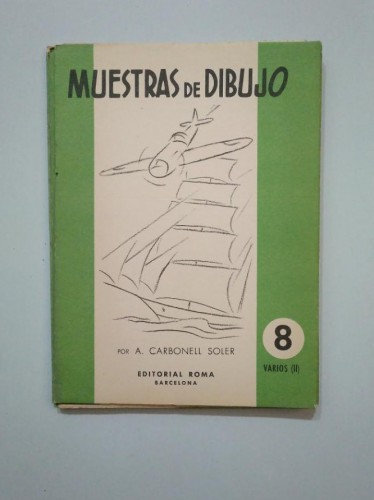 MUESTRAS DE DIBUJO
POR A. CARBONELL SOLER
8
VARIOS (II)
EDITORIAL ROMA
BARCELONA